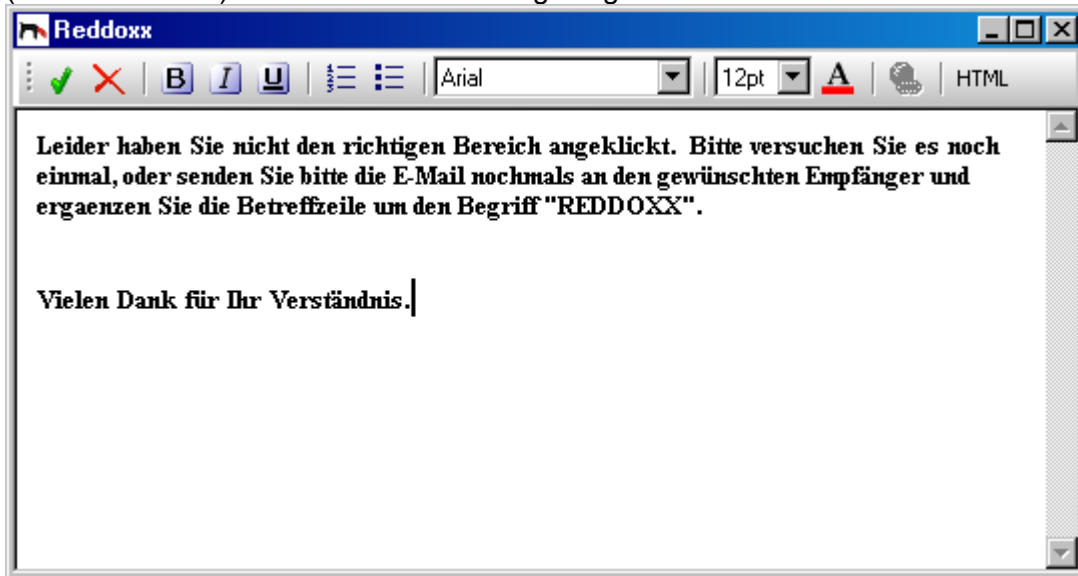 Reddoxx
B I U Arial 12pt A HTML
Leider haben Sie nicht den richtigen Bereich angeklickt. Bitte versuchen Sie es noch
einmal, oder senden Sie bitte die E-Mail nochmals an den gewünschten Empfänger und
ergaenzen Sie die Betreffzeile um den Begriff "REDDOXX".
Vielen Dank für Ihr Verständnis.